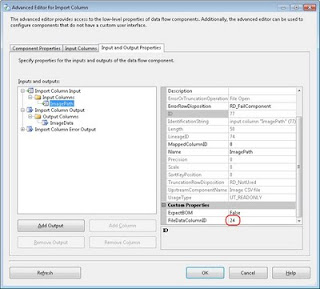 Advanced Editor for Import Column
The advanced editor provides access to the low-level properties of data flow components. Additionally, the advanced editor can be used to
configure components that do not have a custom user interface.
Component Properties
Input Columns
Input and Output Properties
Specify properties for the inputs and outputs of the data flow component.
Inputs and outputs:
Import Column Input
Input Columns
ImagePath
Import Column Output
Output Columns
ImageData
Import Column Error Output
Add Output
Add Column
Remove Output
Remove Column
Description
ErrorOrTruncationOperation File Open
ErrorRowDisposition RD_FailComponent
ID 77
IdentificationString input column "ImagePath" (77)
Length 50
LineageID
MappedColumnID 0
Name ImagePath
Precision 0
Scale 0
SortKeyPosition 0
TruncationRowDisposition RD_NotUsed
UpstreamComponentName Image CSV file
UsageType UT_READONLY
Custom Properties
ExpectBOM False
FileDataColumnID 24
ID
Refresh
OK
Cancel
Help